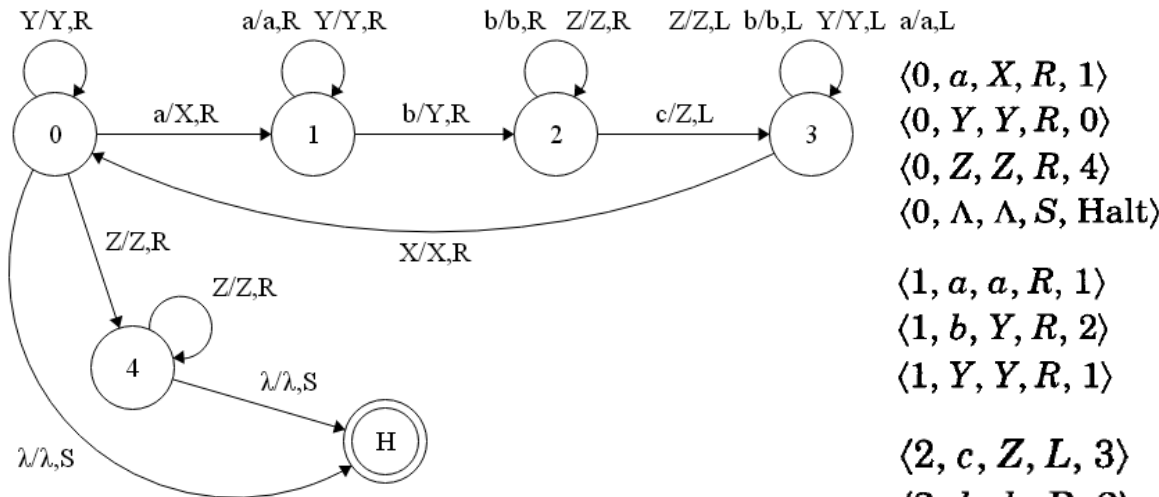 Y/Y,R
a/a,R Y/Y,R
b/b,R Z/Z,R
Z/Z,L b/b,L Y/Y,L a/a,L
0
a/X,R
1
b/Y,R
2
c/Z,L
3
X/X,R
Z/Z,R
Z/Z,R
4
λ/λ,S
H
λ/λ,S
⟨0, a, X, R, 1⟩
⟨0, Y, Y, R, 0⟩
⟨0, Z, Z, R, 4⟩
⟨0, Λ, Λ, S, Halt⟩
⟨1, a, a, R, 1⟩
⟨1, b, Y, R, 2⟩
⟨1, Y, Y, R, 1⟩
⟨2, c, Z, L, 3⟩